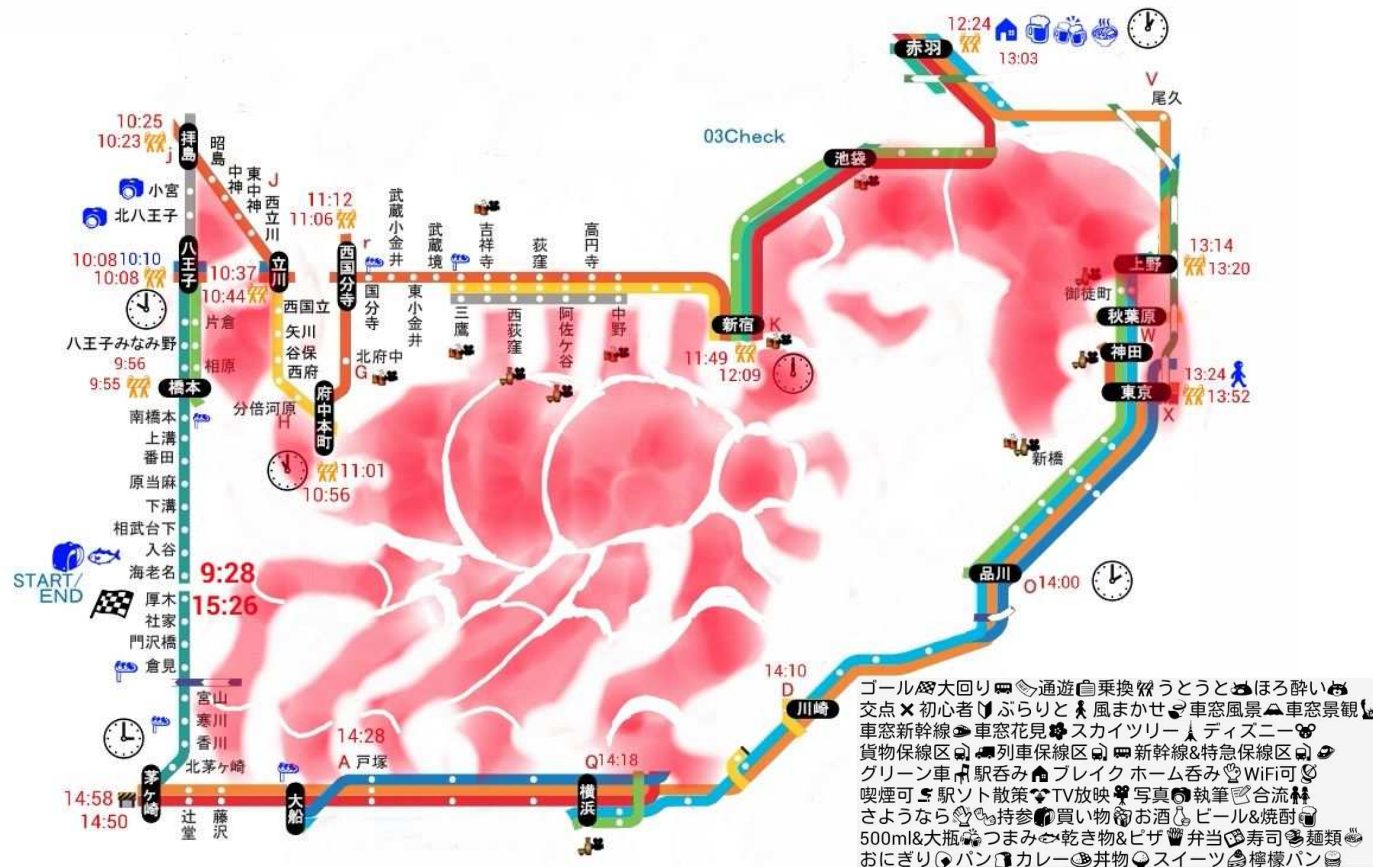 12:24
赤羽
13:03
V
尾久
03Check
池袋
10:25
10:23
拝島
j
昭島
中神
東中神
J
西立川
小宮
北八王子
11:12
11:06
r
西国分寺
国分寺
武蔵小金井
東小金井
武蔵境
三鷹
吉祥寺
西荻窪
荻窪
阿佐ケ谷
高円寺
中野
10:08 10:10
10:08
八王子
10:37
10:44
立川
西国立
矢川
谷保
西府
分倍河原
H
府中本町
11:01
10:56
北府中
G
新宿
K
11:49
12:09
13:14
上野
13:20
御徒町
秋葉原
W
神田
東京
13:24
13:52
X
新橋
片倉
八王子みなみ野
相原
9:56
9:55
橋本
南橋本
上溝
番田
原当麻
下溝
相武台下
入谷
海老名
9:28
START/
END
厚木
15:26
社家
門沢橋
倉見
宮山
寒川
香川
北茅ヶ崎
茅ヶ崎
14:58
14:50
辻堂
藤沢
大船
14:28
A 戸塚
Q 14:18
横浜
14:10
D
川崎
品川
O 14:00
ゴール 大回り 通遊 乗換 うとうと ほろ酔い
交点 初心者 ぶらりと 風まかせ 車窓風景 車窓景観
車窓新幹線 車窓花見 スカイツリー ディズニー
貨物保線区 列車保線区 新幹線&特急保線区
グリーン車 駅呑み ブレイク ホーム呑み WiFi可
喫煙可 駅ソト散策 TV放映 写真 執筆 合流
さようなら 持参 買い物 お酒 ビール&焼酎
500ml&大瓶 つまみ 乾き物&ピザ 弁当 寿司 麺類
おにぎり パン カレー 丼物 スイーツ 檸檬パン